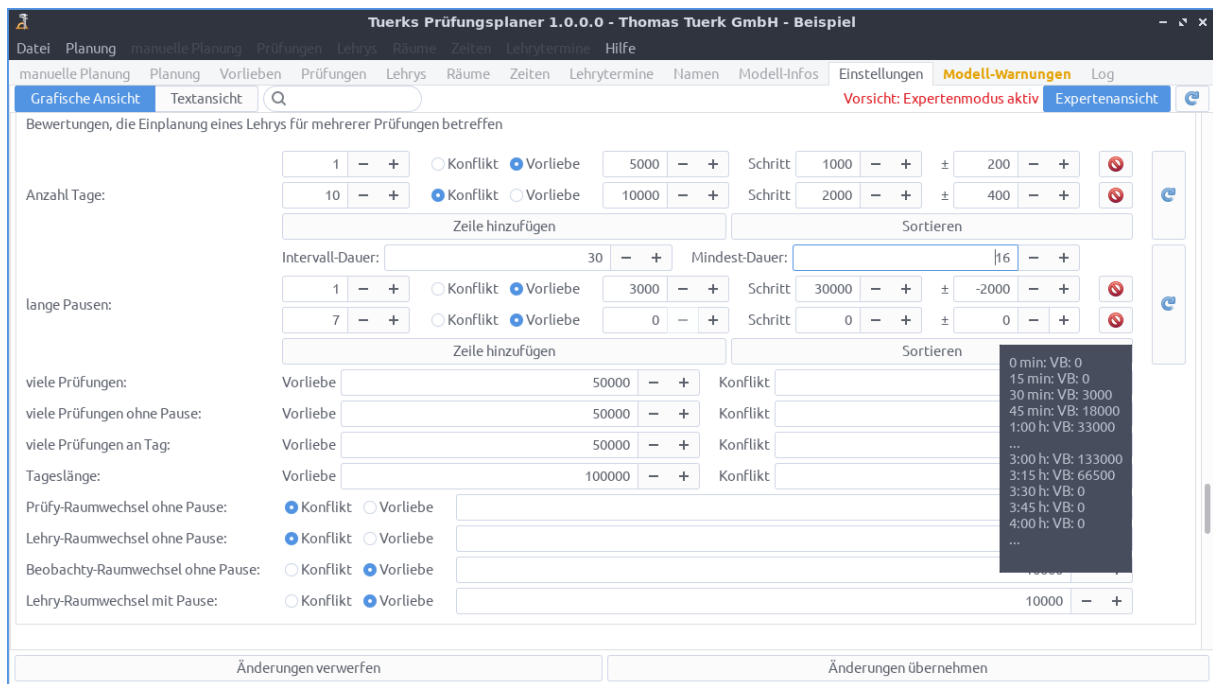 Tuerks Prüfungsplaner 1.0.0.0 - Thomas Tuerk GmbH - Beispiel
Datei Planung manuelle Planung Prüfungen Lehrys Räume Zeiten Lehrytermine Hilfe
manuelle Planung Planung Vorlieben Prüfungen Lehrys Räume Zeiten Lehrytermine Namen Modell-Infos Einstellungen Modell-Warnungen Log
Grafische Ansicht Textansicht Vorsicht: Expertenmodus aktiv Expertenansicht
Bewertungen, die Einplanung eines Lehrys für mehrerer Prüfungen betreffen
1 − + Konflikt Vorliebe 5000 − + Schritt 1000 − + ± 200 − +
Anzahl Tage: 10 − + Konflikt Vorliebe 10000 − + Schritt 2000 − + ± 400 − +
Zeile hinzufügen Sortieren
Intervall-Dauer: 30 − + Mindest-Dauer: 16 − +
lange Pausen: 1 − + Konflikt Vorliebe 3000 − + Schritt 30000 − + ± -2000 − +
7 − + Konflikt Vorliebe 0 − + Schritt 0 − + ± 0 − +
Zeile hinzufügen Sortieren
viele Prüfungen: Vorliebe 50000 − + Konflikt
viele Prüfungen ohne Pause: Vorliebe 50000 − + Konflikt
viele Prüfungen an Tag: Vorliebe 50000 − + Konflikt
Tageslänge: Vorliebe 100000 − + Konflikt
Prüfy-Raumwechsel ohne Pause: Konflikt Vorliebe
Lehry-Raumwechsel ohne Pause: Konflikt Vorliebe
Beobachty-Raumwechsel ohne Pause: Konflikt Vorliebe
Lehry-Raumwechsel mit Pause: Konflikt Vorliebe 10000 − +
0 min: VB: 0
15 min: VB: 0
30 min: VB: 3000
45 min: VB: 18000
1:00 h: VB: 33000
...
3:00 h: VB: 133000
3:15 h: VB: 66500
3:30 h: VB: 0
3:45 h: VB: 0
4:00 h: VB: 0
...
Änderungen verwerfen Änderungen übernehmen